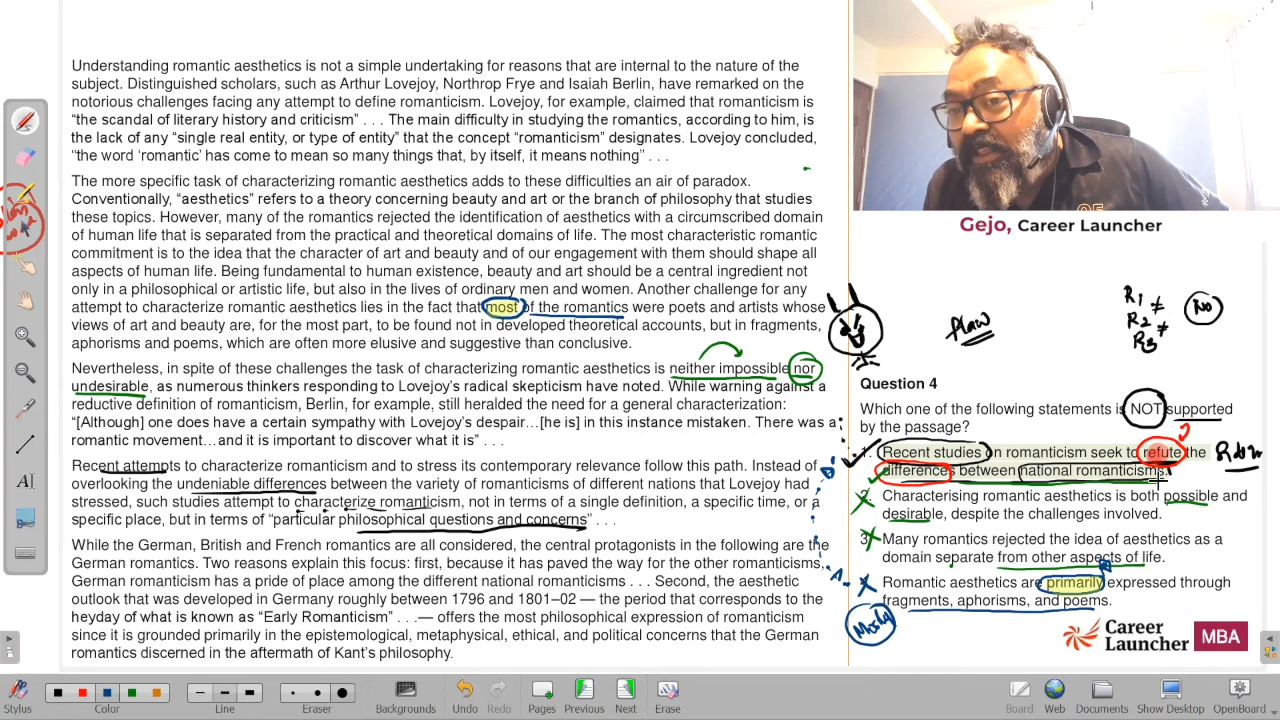 Understanding romantic aesthetics is not a simple undertaking for reasons that are internal to the nature of the
subject. Distinguished scholars, such as Arthur Lovejoy, Northrop Frye and Isaiah Berlin, have remarked on the
notorious challenges facing any attempt to define romanticism. Lovejoy, for example, claimed that romanticism is
“the scandal of literary history and criticism” . . . The main difficulty in studying the romantics, according to him, is
the lack of any “single real entity, or type of entity” that the concept “romanticism” designates. Lovejoy concluded,
“the word ‘romantic’ has come to mean so many things that, by itself, it means nothing” . . .
The more specific task of characterizing romantic aesthetics adds to these difficulties an air of paradox.
Conventionally, “aesthetics” refers to a theory concerning beauty and art or the branch of philosophy that studies
these topics. However, many of the romantics rejected the identification of aesthetics with a circumscribed domain
of human life that is separated from the practical and theoretical domains of life. The most characteristic romantic
commitment is to the idea that the character of art and beauty and of our engagement with them should shape all
aspects of human life. Being fundamental to human existence, beauty and art should be a central ingredient not
only in a philosophical or artistic life, but also in the lives of ordinary men and women. Another challenge for any
attempt to characterize romantic aesthetics lies in the fact that most of the romantics were poets and artists whose
views of art and beauty are, for the most part, to be found not in developed theoretical accounts, but in fragments,
aphorisms and poems, which are often more elusive and suggestive than conclusive.
Nevertheless, in spite of these challenges the task of characterizing romantic aesthetics is neither impossible nor
undesirable, as numerous thinkers responding to Lovejoy’s radical skepticism have noted. While warning against a
reductive definition of romanticism, Berlin, for example, still heralded the need for a general characterization:
“[Although] one does have a certain sympathy with Lovejoy’s despair…[he is] in this instance mistaken. There was a
romantic movement…and it is important to discover what it is” . . .
Recent attempts to characterize romanticism and to stress its contemporary relevance follow this path. Instead of
overlooking the undeniable differences between the variety of romanticisms of different nations that Lovejoy had
stressed, such studies attempt to characterize romanticism, not in terms of a single definition, a specific time, or a
specific place, but in terms of “particular philosophical questions and concerns” . . .
While the German, British and French romantics are all considered, the central protagonists in the following are the
German romantics. Two reasons explain this focus: first, because it has paved the way for the other romanticisms,
German romanticism has a pride of place among the different national romanticisms . . . Second, the aesthetic
outlook that was developed in Germany roughly between 1796 and 1801–02 — the period that corresponds to the
heyday of what is known as “Early Romanticism” . . .— offers the most philosophical expression of romanticism
since it is grounded primarily in the epistemological, metaphysical, ethical, and political concerns that the German
romantics discerned in the aftermath of Kant’s philosophy.
Gejo, Career Launcher
R1 ≠
R2 ≠
R3
NO
Question 4
Which one of the following statements is NOT supported
by the passage?
1. Recent studies on romanticism seek to refute the
differences between national romanticisms.
2. Characterising romantic aesthetics is both possible and
desirable, despite the challenges involved.
3. Many romantics rejected the idea of aesthetics as a
domain separate from other aspects of life.
Romantic aesthetics are primarily expressed through
fragments, aphorisms, and poems.
Mostly
Career
Launcher
MBA
Stylus
Color
Line
Eraser
Backgrounds
Undo
Redo
Pages
Previous
Next
Erase
Board
Web
Documents
Show Desktop
OpenBoard